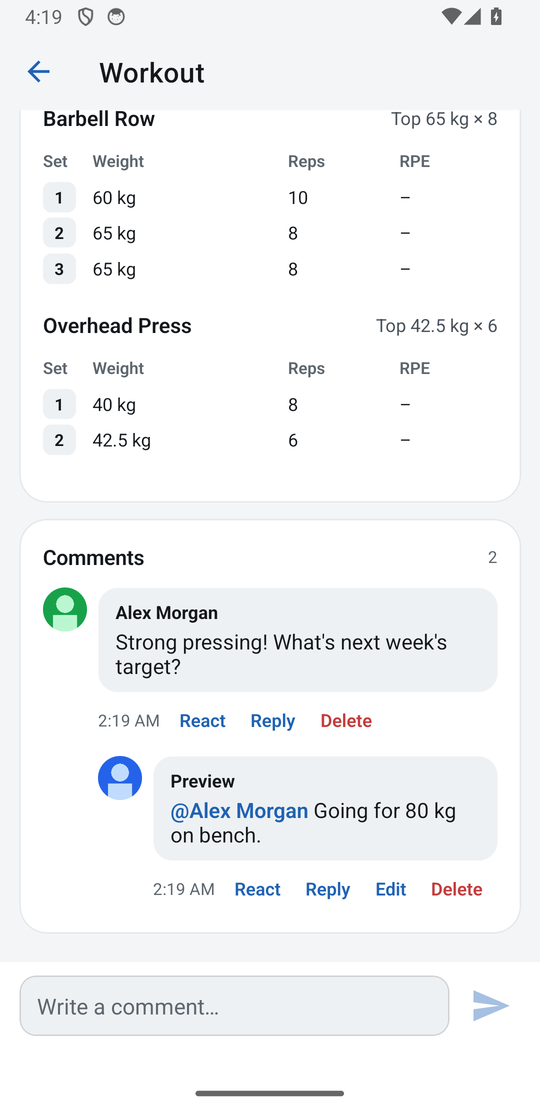 4:19
Workout
Barbell Row Top 65 kg × 8
Set Weight Reps RPE
1 60 kg 10 –
2 65 kg 8 –
3 65 kg 8 –
Overhead Press Top 42.5 kg × 6
Set Weight Reps RPE
1 40 kg 8 –
2 42.5 kg 6 –
Comments 2
Alex Morgan
Strong pressing! What's next week's
target?
2:19 AM React Reply Delete
Preview
@Alex Morgan Going for 80 kg
on bench.
2:19 AM React Reply Edit Delete
Write a comment…